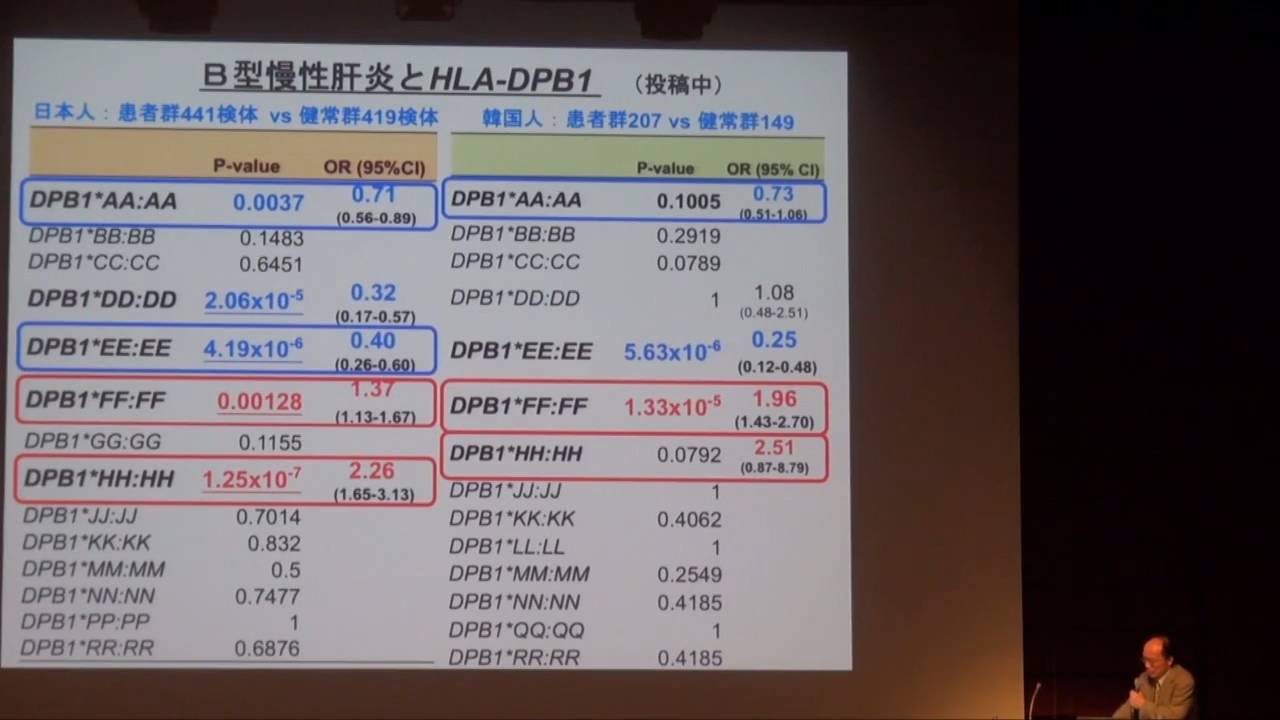 B型慢性肝炎とHLA-DPB1 (投稿中)
日本人：患者群441検体 vs 健常群419検体
P-value OR (95%CI)
DPB1*AA:AA 0.0037 0.71 (0.56-0.89)
DPB1*BB:BB 0.1483
DPB1*CC:CC 0.6451
DPB1*DD:DD 2.06x10-5 0.32 (0.17-0.57)
DPB1*EE:EE 4.19x10-6 0.40 (0.26-0.60)
DPB1*FF:FF 0.00128 1.37 (1.13-1.67)
DPB1*GG:GG 0.1155
DPB1*HH:HH 1.25x10-7 2.26 (1.65-3.13)
DPB1*JJ:JJ 0.7014
DPB1*KK:KK 0.832
DPB1*MM:MM 0.5
DPB1*NN:NN 0.7477
DPB1*PP:PP 1
DPB1*RR:RR 0.6876
韓国人：患者群207 vs 健常群149
P-value OR (95% CI)
DPB1*AA:AA 0.1005 0.73 (0.51-1.06)
DPB1*BB:BB 0.2919
DPB1*CC:CC 0.0789
DPB1*DD:DD 1 1.08 (0.48-2.51)
DPB1*EE:EE 5.63x10-6 0.25 (0.12-0.48)
DPB1*FF:FF 1.33x10-5 1.96 (1.43-2.70)
DPB1*HH:HH 0.0792 2.51 (0.87-8.79)
DPB1*JJ:JJ 1
DPB1*KK:KK 0.4062
DPB1*LL:LL 1
DPB1*MM:MM 0.2549
DPB1*NN:NN 0.4185
DPB1*QQ:QQ 1
DPB1*RR:RR 0.4185